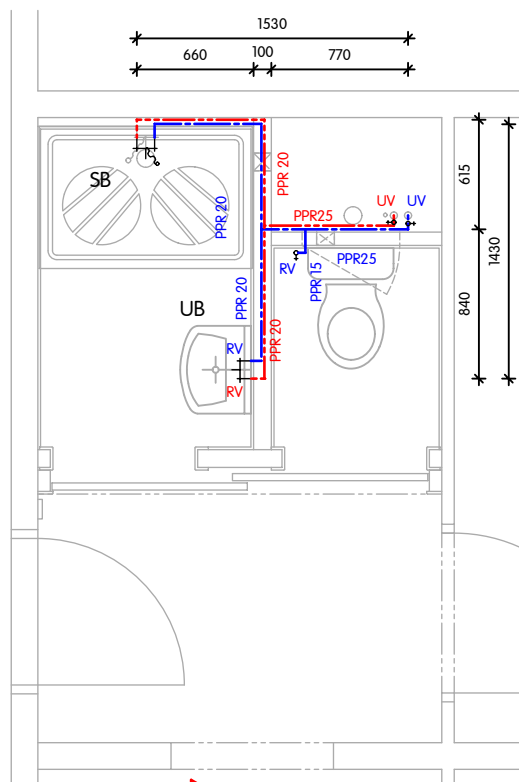 1530
660 100 770
SB
PPR 20
PPR 20
615
1430
UV UV
PPR25
PPR25
RV
PPR 15
PPR 20
PPR 20
840
UB
RV
RV